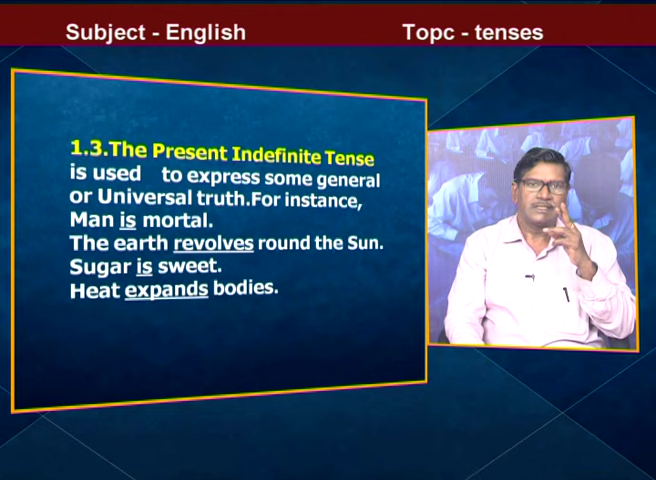 Subject - English
Topc - tenses
1.3.The Present Indefinite Tense
is used to express some general
or Universal truth.For instance,
Man is mortal.
The earth revolves round the Sun.
Sugar is sweet.
Heat expands bodies.